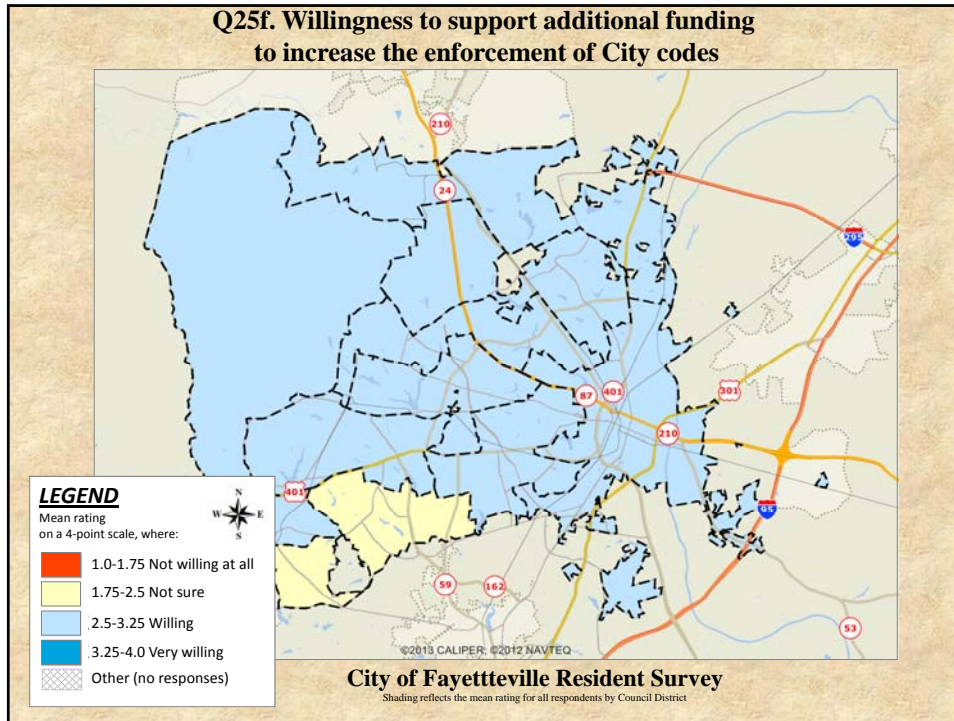 Q25f. Willingness to support additional funding
to increase the enforcement of City codes
210
24
295
301
87
401
210
401
95
59
162
53
LEGEND
N
W E
S
Mean rating
on a 4-point scale, where:
1.0-1.75 Not willing at all
1.75-2.5 Not sure
2.5-3.25 Willing
3.25-4.0 Very willing
Other (no responses)
©2013 CALIPER; ©2012 NAVTEQ
City of Fayettteville Resident Survey
Shading reflects the mean rating for all respondents by Council District